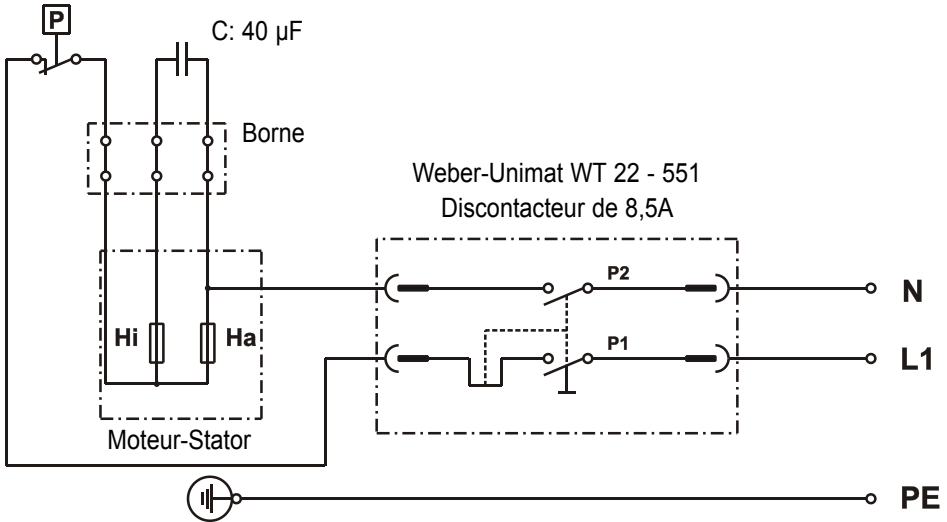 P
C: 40 µF
Borne
Weber-Unimat WT 22 - 551
Discontacteur de 8,5A
P2
N
Hi
Ha
P1
L1
Moteur-Stator
PE